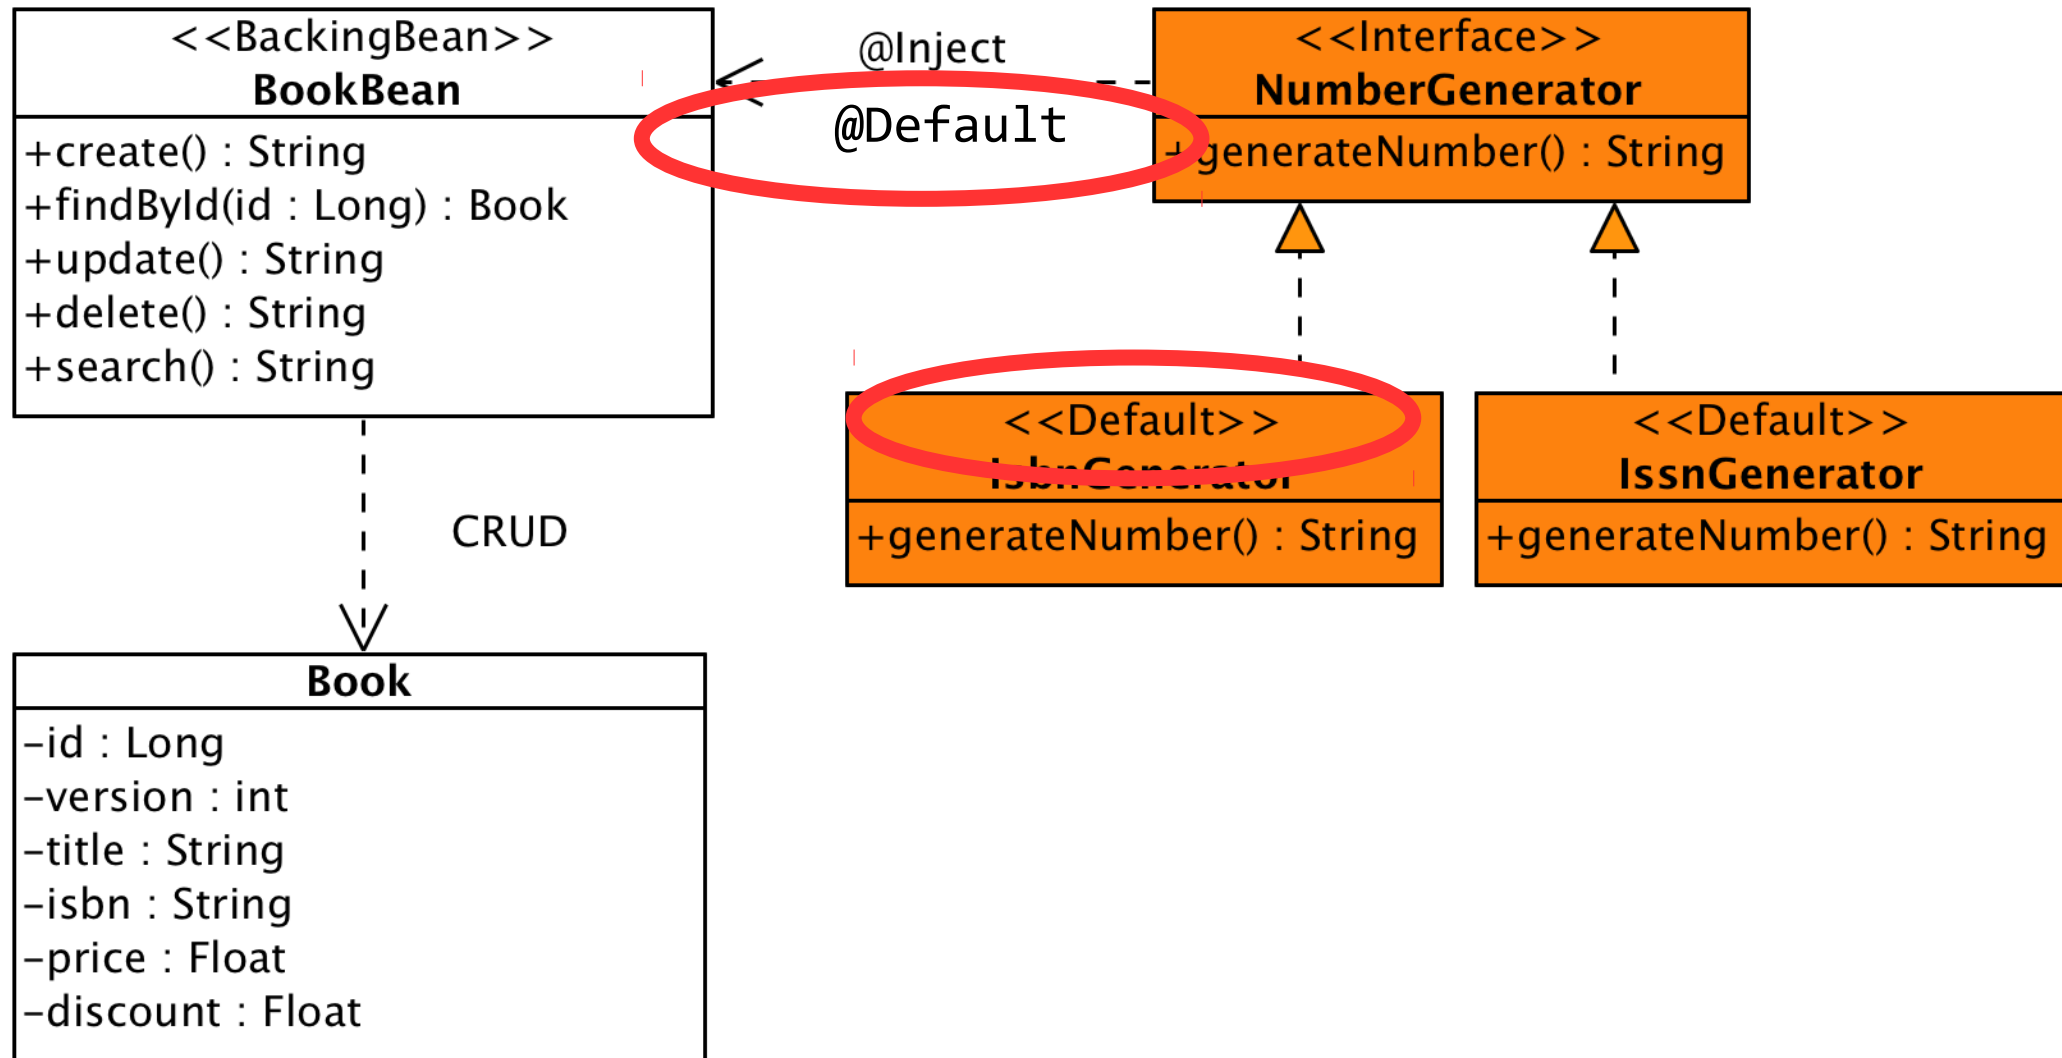 <<BackingBean>>
BookBean
+create() : String
+findById(id : Long) : Book
+update() : String
+delete() : String
+search() : String
@Inject
@Default
<<Interface>>
NumberGenerator
+generateNumber() : String
<<Default>>
IsbnGenerator
+generateNumber() : String
<<Default>>
IssnGenerator
+generateNumber() : String
CRUD
Book
-id : Long
-version : int
-title : String
-isbn : String
-price : Float
-discount : Float